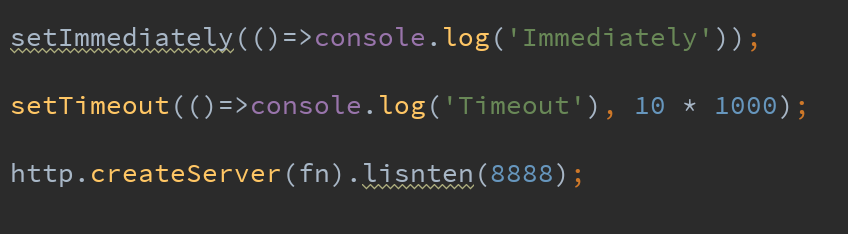 setImmediately(()=>console.log('Immediately'));
setTimeout(()=>console.log('Timeout'), 10 * 1000);
http.createServer(fn).lisnten(8888);